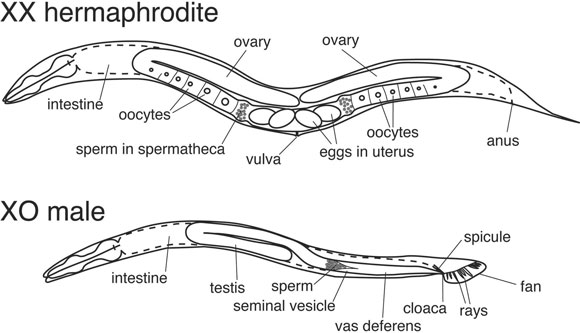 XX hermaphrodite
ovary
ovary
intestine
oocytes
oocytes
sperm in spermatheca
vulva
eggs in uterus
anus
XO male
spicule
intestine
testis
sperm
seminal vesicle
vas deferens
cloaca
rays
fan